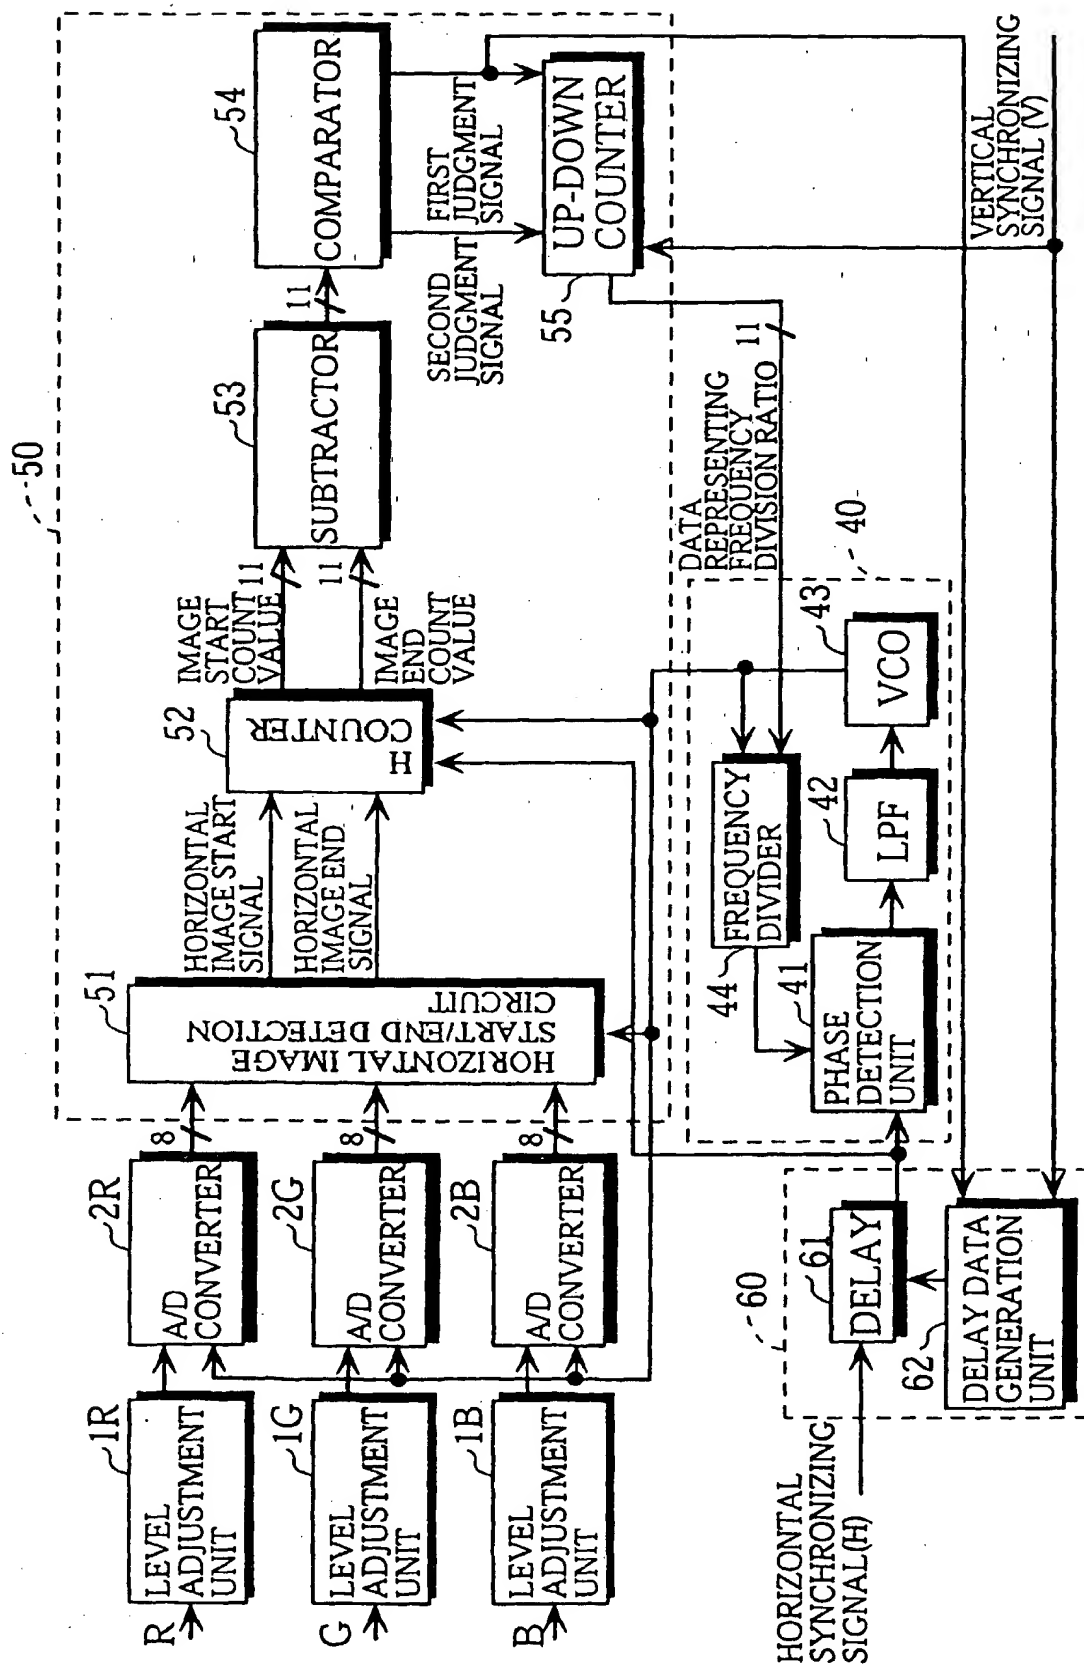 50
R
LEVEL
ADJUSTMENT
UNIT
1R
A/D
CONVERTER
2R
8
G
LEVEL
ADJUSTMENT
UNIT
1G
A/D
CONVERTER
2G
8
B
LEVEL
ADJUSTMENT
UNIT
1B
A/D
CONVERTER
2B
8
HORIZONTAL IMAGE
START/END DETECTION
CIRCUIT
51
HORIZONTAL
IMAGE START
SIGNAL
HORIZONTAL
IMAGE END
SIGNAL
H
COUNTER
52
IMAGE
START
COUNT
VALUE
11
IMAGE
END
COUNT
VALUE
11
SUBTRACTOR
53
11
COMPARATOR
54
FIRST
JUDGMENT
SIGNAL
SECOND
JUDGMENT
SIGNAL
UP-DOWN
COUNTER
55
11
DATA
REPRESENTING
FREQUENCY
DIVISION RATIO
40
FREQUENCY
DIVIDER
44
PHASE
DETECTION
UNIT
41
LPF
42
VCO
43
60
DELAY
61
DELAY DATA
GENERATION
UNIT
62
HORIZONTAL
SYNCHRONIZING
SIGNAL(H)
VERTICAL
SYNCHRONIZING
SIGNAL (V)